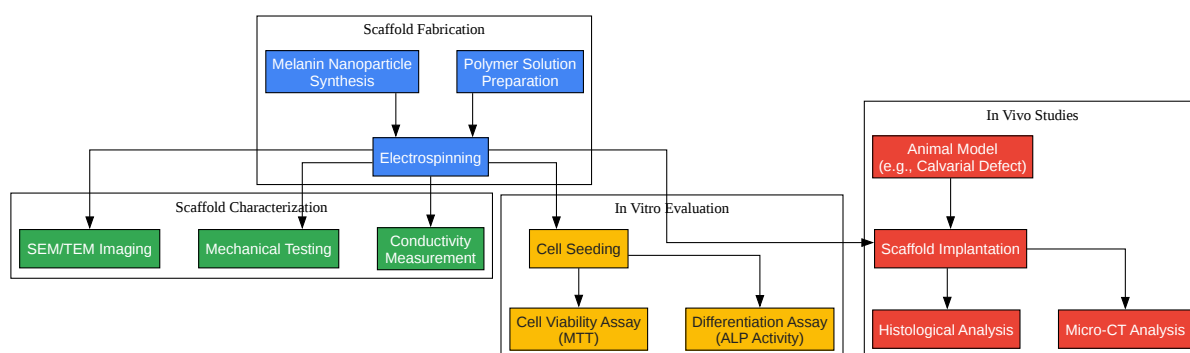 Scaffold Fabrication
Melanin Nanoparticle
Synthesis
Polymer Solution
Preparation
Electrospinning
Scaffold Characterization
SEM/TEM Imaging
Mechanical Testing
Conductivity
Measurement
In Vitro Evaluation
Cell Seeding
Cell Viability Assay
(MTT)
Differentiation Assay
(ALP Activity)
In Vivo Studies
Animal Model
(e.g., Calvarial Defect)
Scaffold Implantation
Histological Analysis
Micro-CT Analysis